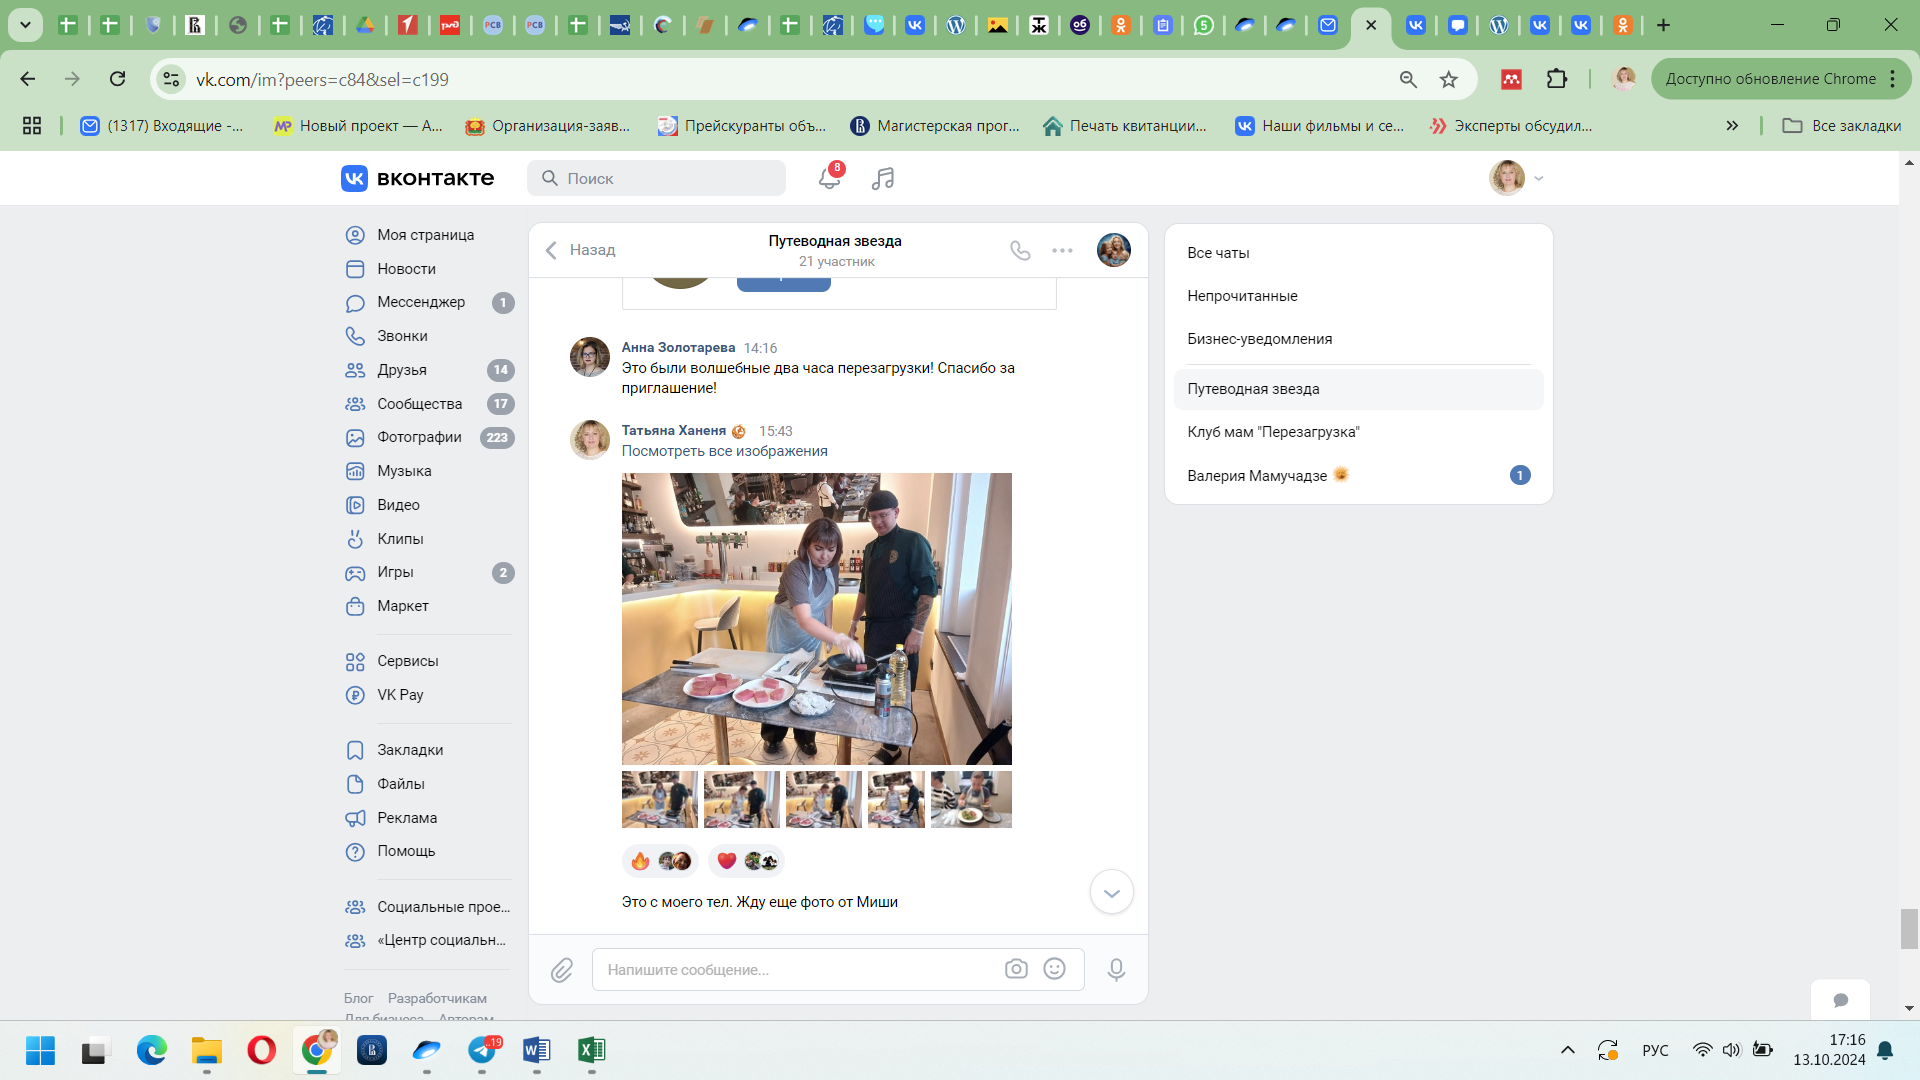 vk.com/im?peers=c84&sel=c199
Доступно обновление Chrome
(1317) Входящие -...
Новый проект — А...
Организация-заяв...
Прейскуранты объ...
Магистерская прог...
Печать квитанции...
Наши фильмы и се...
Эксперты обсудил...
Все закладки
вконтакте
Поиск
8
Моя страница
Новости
Мессенджер 1
Звонки
Друзья 14
Сообщества 17
Фотографии 223
Музыка
Видео
Клипы
Игры 2
Маркет
Сервисы
VK Pay
Закладки
Файлы
Реклама
Помощь
Социальные прое...
«Центр социальн...
Блог Разработчикам
Для бизнеса Авторам
Назад
Путеводная звезда
21 участник
Анна Золотарева 14:16
Это были волшебные два часа перезагрузки! Спасибо за
приглашение!
Татьяна Ханеня 15:43
Посмотреть все изображения
Это с моего тел. Жду еще фото от Миши
Напишите сообщение...
Все чаты
Непрочитанные
Бизнес-уведомления
Путеводная звезда
Клуб мам "Перезагрузка"
Валерия Мамучадзе 1
РУС
17:16
13.10.2024